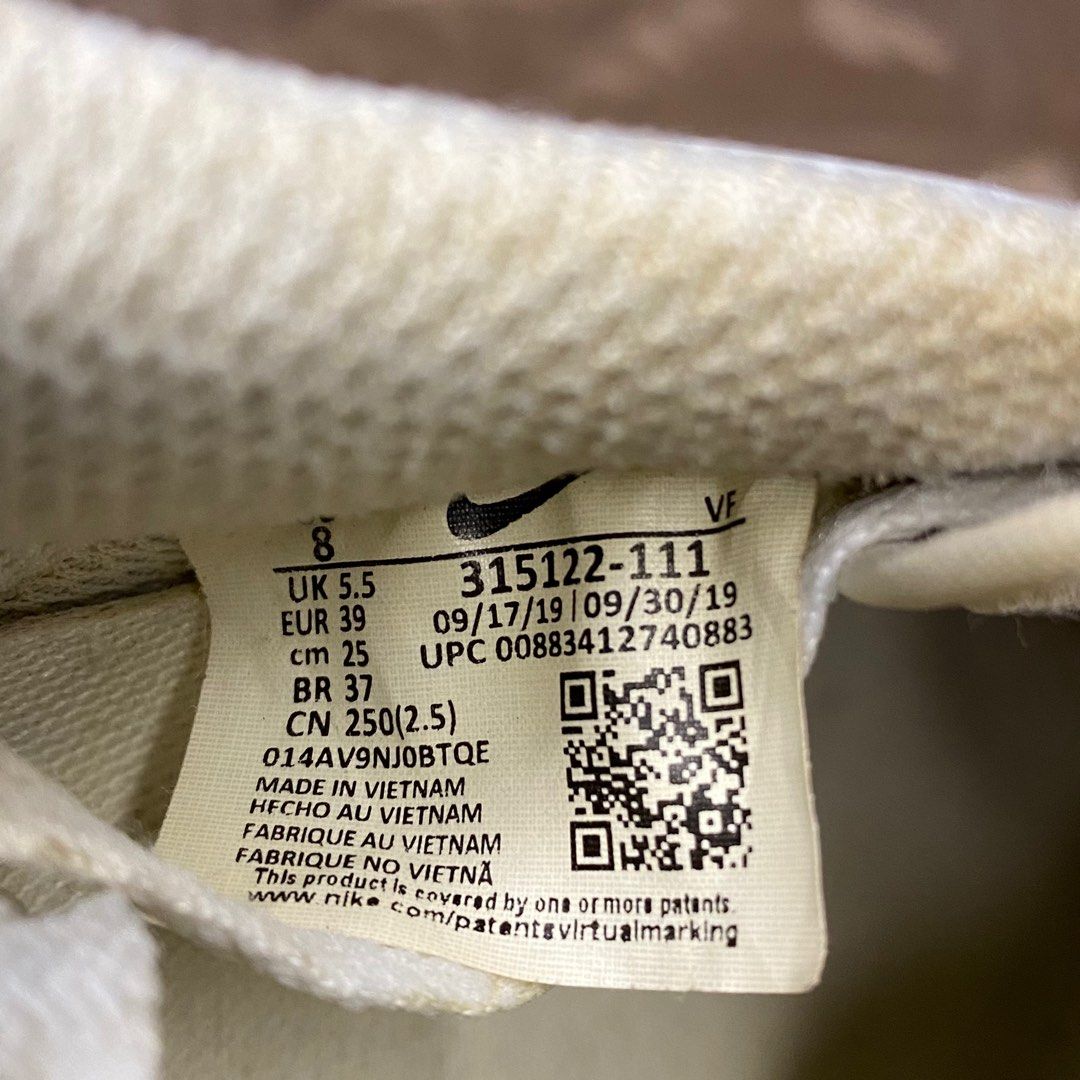 8
VF
UK 5.5
315122-111
EUR 39
09/17/19|09/30/19
cm 25
UPC 00883412740883
BR 37
CN 250(2.5)
014AV9NJ0BTQE
MADE IN VIETNAM
HECHO AU VIETNAM
FABRIQUE AU VIETNAM
FABRIQUE NO VIETNÃ
This product is covered by one or more patents.
www.nike.com/patentsvirtualmarking